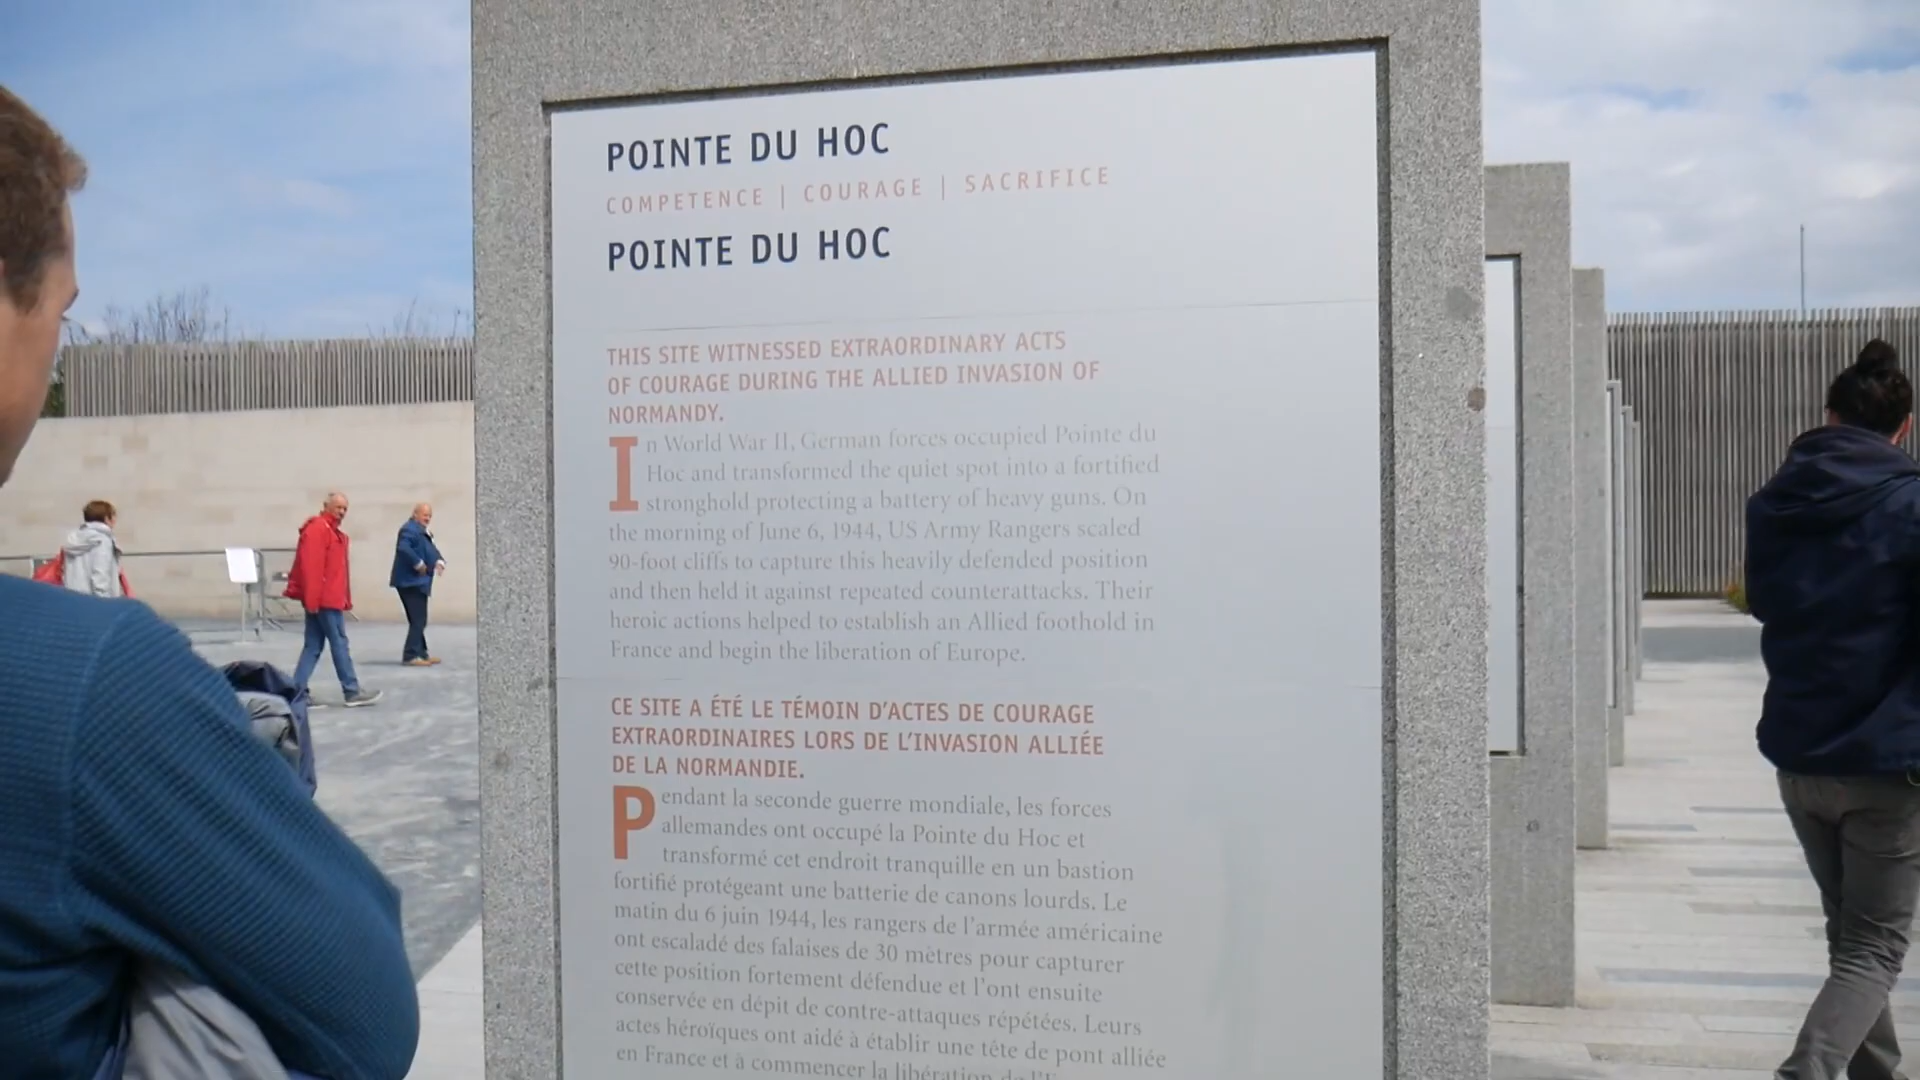 POINTE DU HOC
COMPETENCE | COURAGE | SACRIFICE
POINTE DU HOC
THIS SITE WITNESSED EXTRAORDINARY ACTS
OF COURAGE DURING THE ALLIED INVASION OF
NORMANDY.
In World War II, German forces occupied Pointe du
Hoc and transformed the quiet spot into a fortified
stronghold protecting a battery of heavy guns. On
the morning of June 6, 1944, US Army Rangers scaled
90-foot cliffs to capture this heavily defended position
and then held it against repeated counterattacks. Their
heroic actions helped to establish an Allied foothold in
France and begin the liberation of Europe.
CE SITE A ÉTÉ LE TÉMOIN D'ACTES DE COURAGE
EXTRAORDINAIRES LORS DE L'INVASION ALLIÉE
DE LA NORMANDIE.
Pendant la seconde guerre mondiale, les forces
allemandes ont occupé la Pointe du Hoc et
transformé cet endroit tranquille en un bastion
fortifié protégeant une batterie de canons lourds. Le
matin du 6 juin 1944, les rangers de l'armée américaine
ont escaladé des falaises de 30 mètres pour capturer
cette position fortement défendue et l'ont ensuite
conservée en dépit de contre-attaques répétées. Leurs
actes héroïques ont aidé à établir une tête de pont alliée
en France et à commencer la libération de